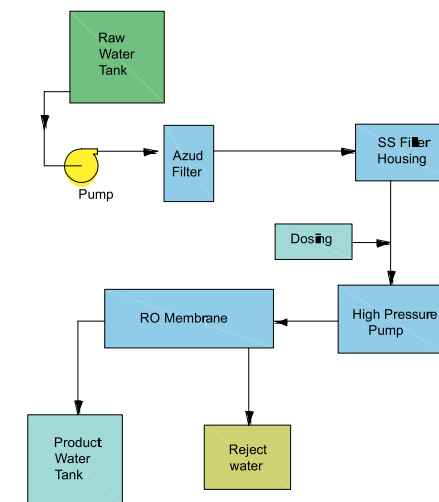 Raw
Water
Tank
Pump
Azud
Filter
SS Filler
Housing
Dosing
High Pressure
Pump
RO Membrane
Product
Water
Tank
Reject
water